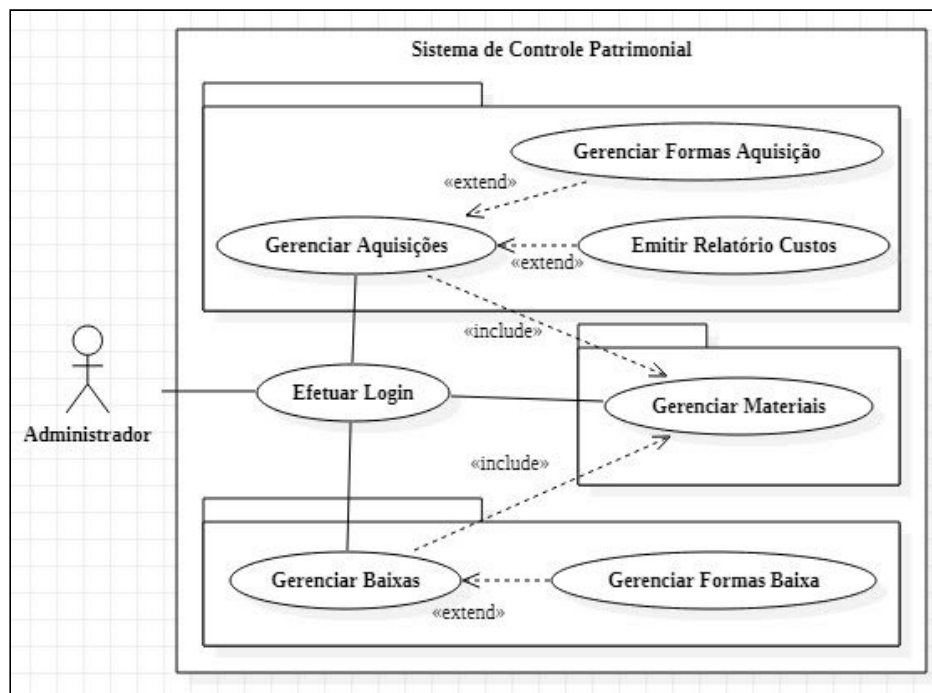 Sistema de Controle Patrimonial
Gerenciar Formas Aquisição
«extend»
Gerenciar Aquisições
Emitir Relatório Custos
«extend»
«include»
Efetuar Login
Gerenciar Materiais
Administrador
«include»
Gerenciar Baixas
Gerenciar Formas Baixa
«extend»